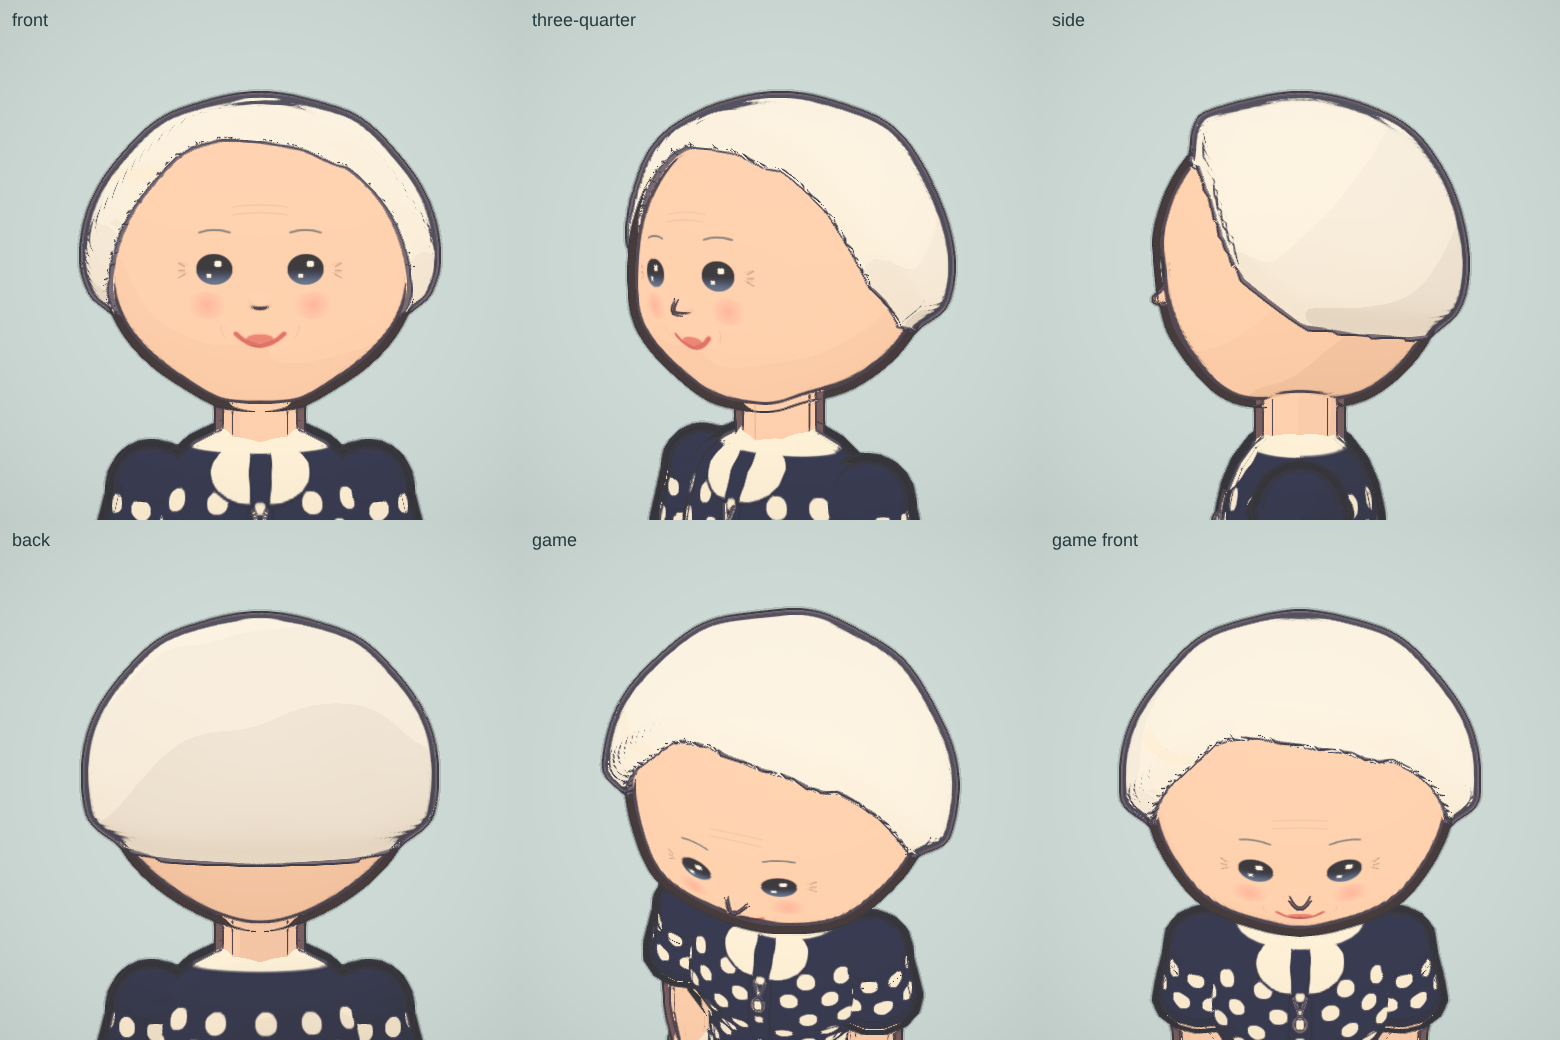 front
three-quarter
side
back
game
game front